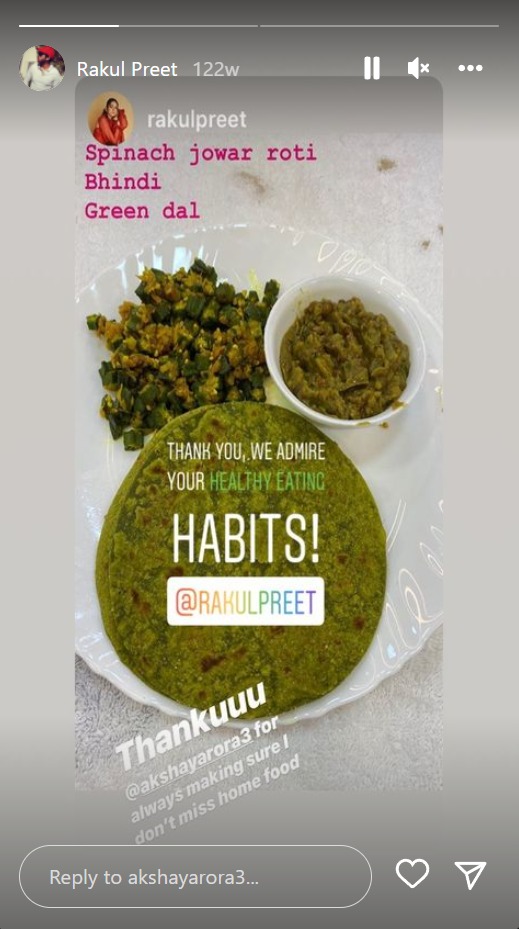 Rakul Preet 122w
rakulpreet
Spinach jowar roti
Bhindi
Green dal
THANK YOU,.WE ADMIRE
YOUR HEALTHY EATING
HABITS!
@RAKULPREET
Thankuuu
@akshayarora3 for
always making sure I
don't miss home food
Reply to akshayarora3...